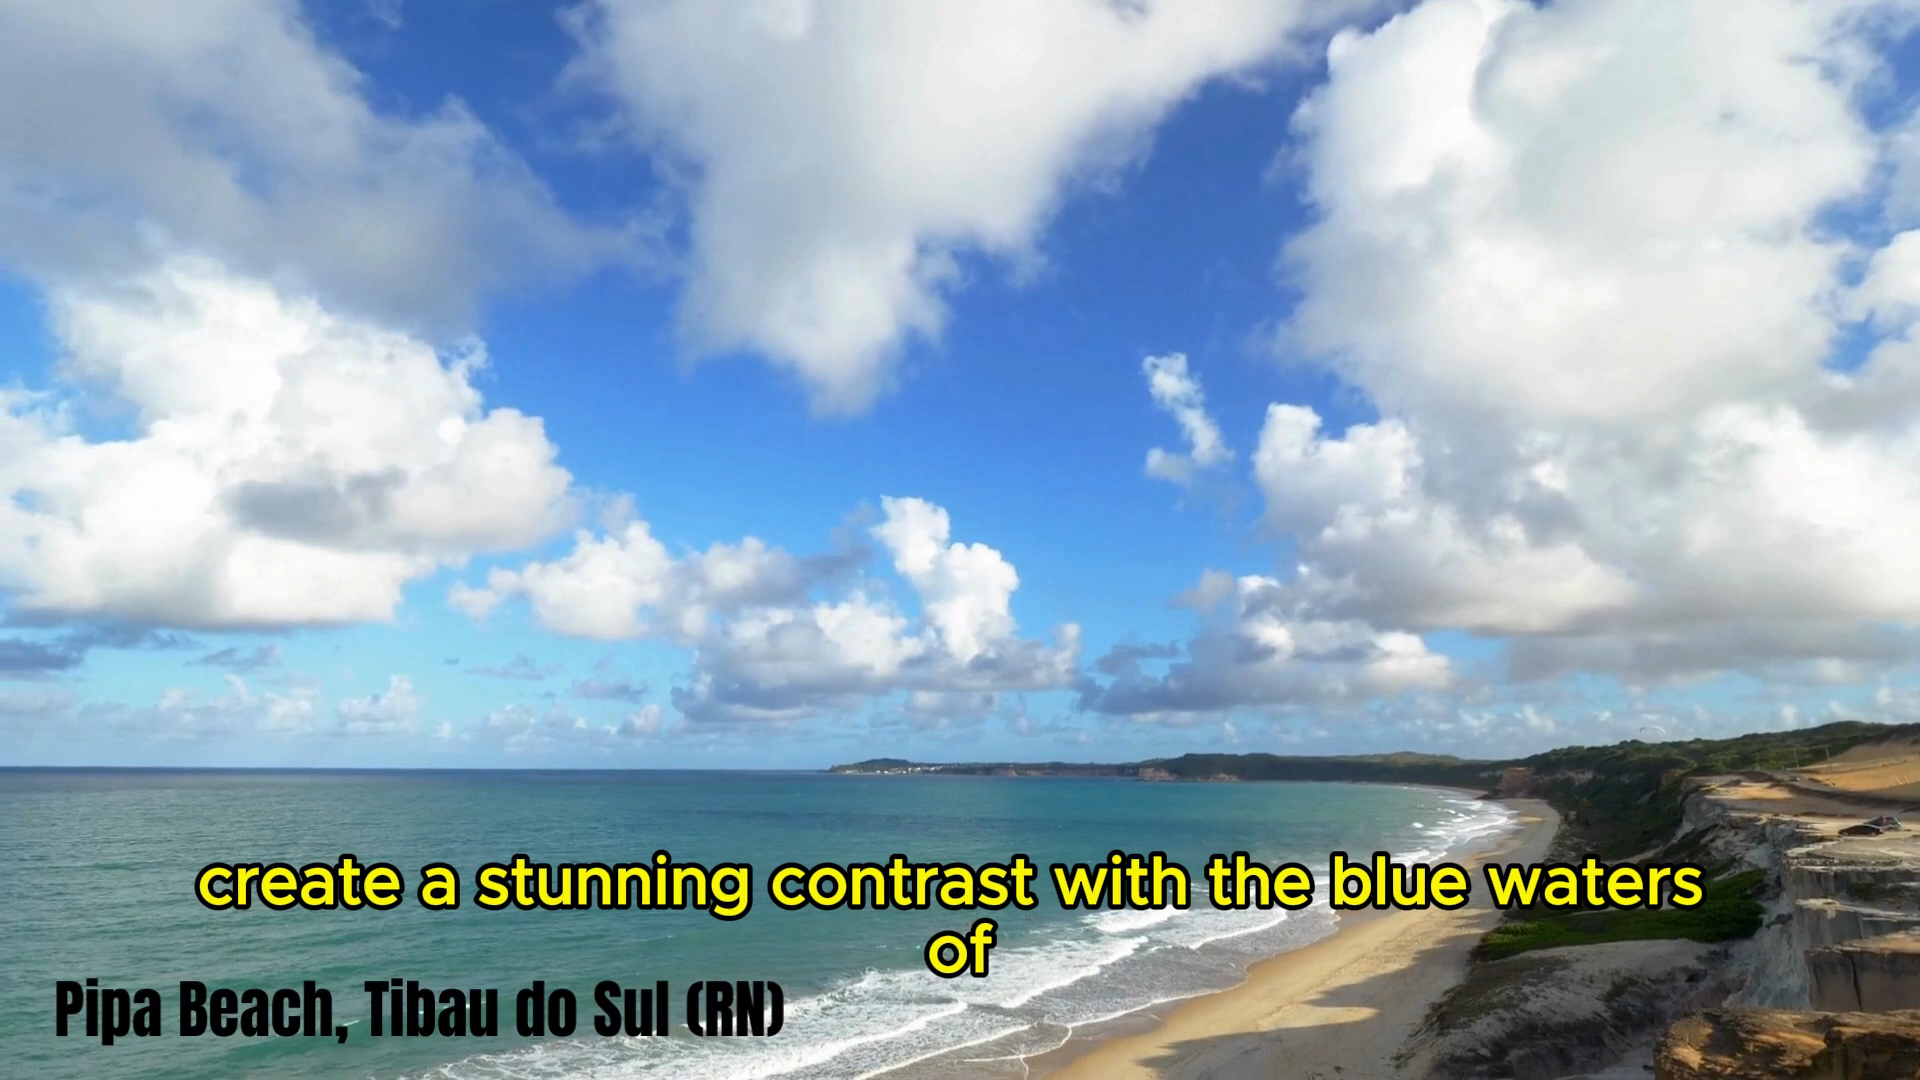 create a stunning contrast with the blue waters
of
Pipa Beach, Tibau do Sul (RN)